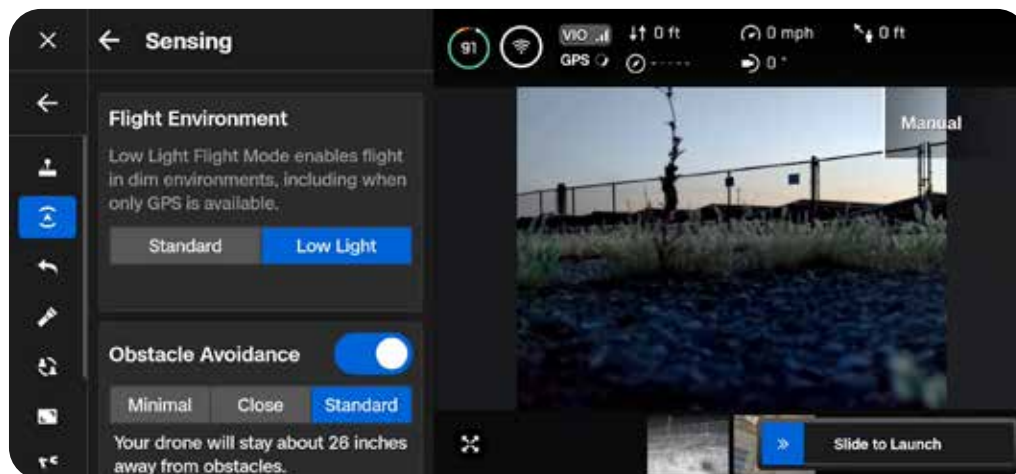 Sensing
Flight Environment
Low Light Flight Mode enables flight
in dim environments, including when
only GPS is available.
Standard
Low Light
Obstacle Avoidance
Minimal
Close
Standard
Your drone will stay about 26 inches
away from obstacles.
91
VIO
0 ft
0 mph
0 ft
GPS
-----
0 °
Manual
Slide to Launch